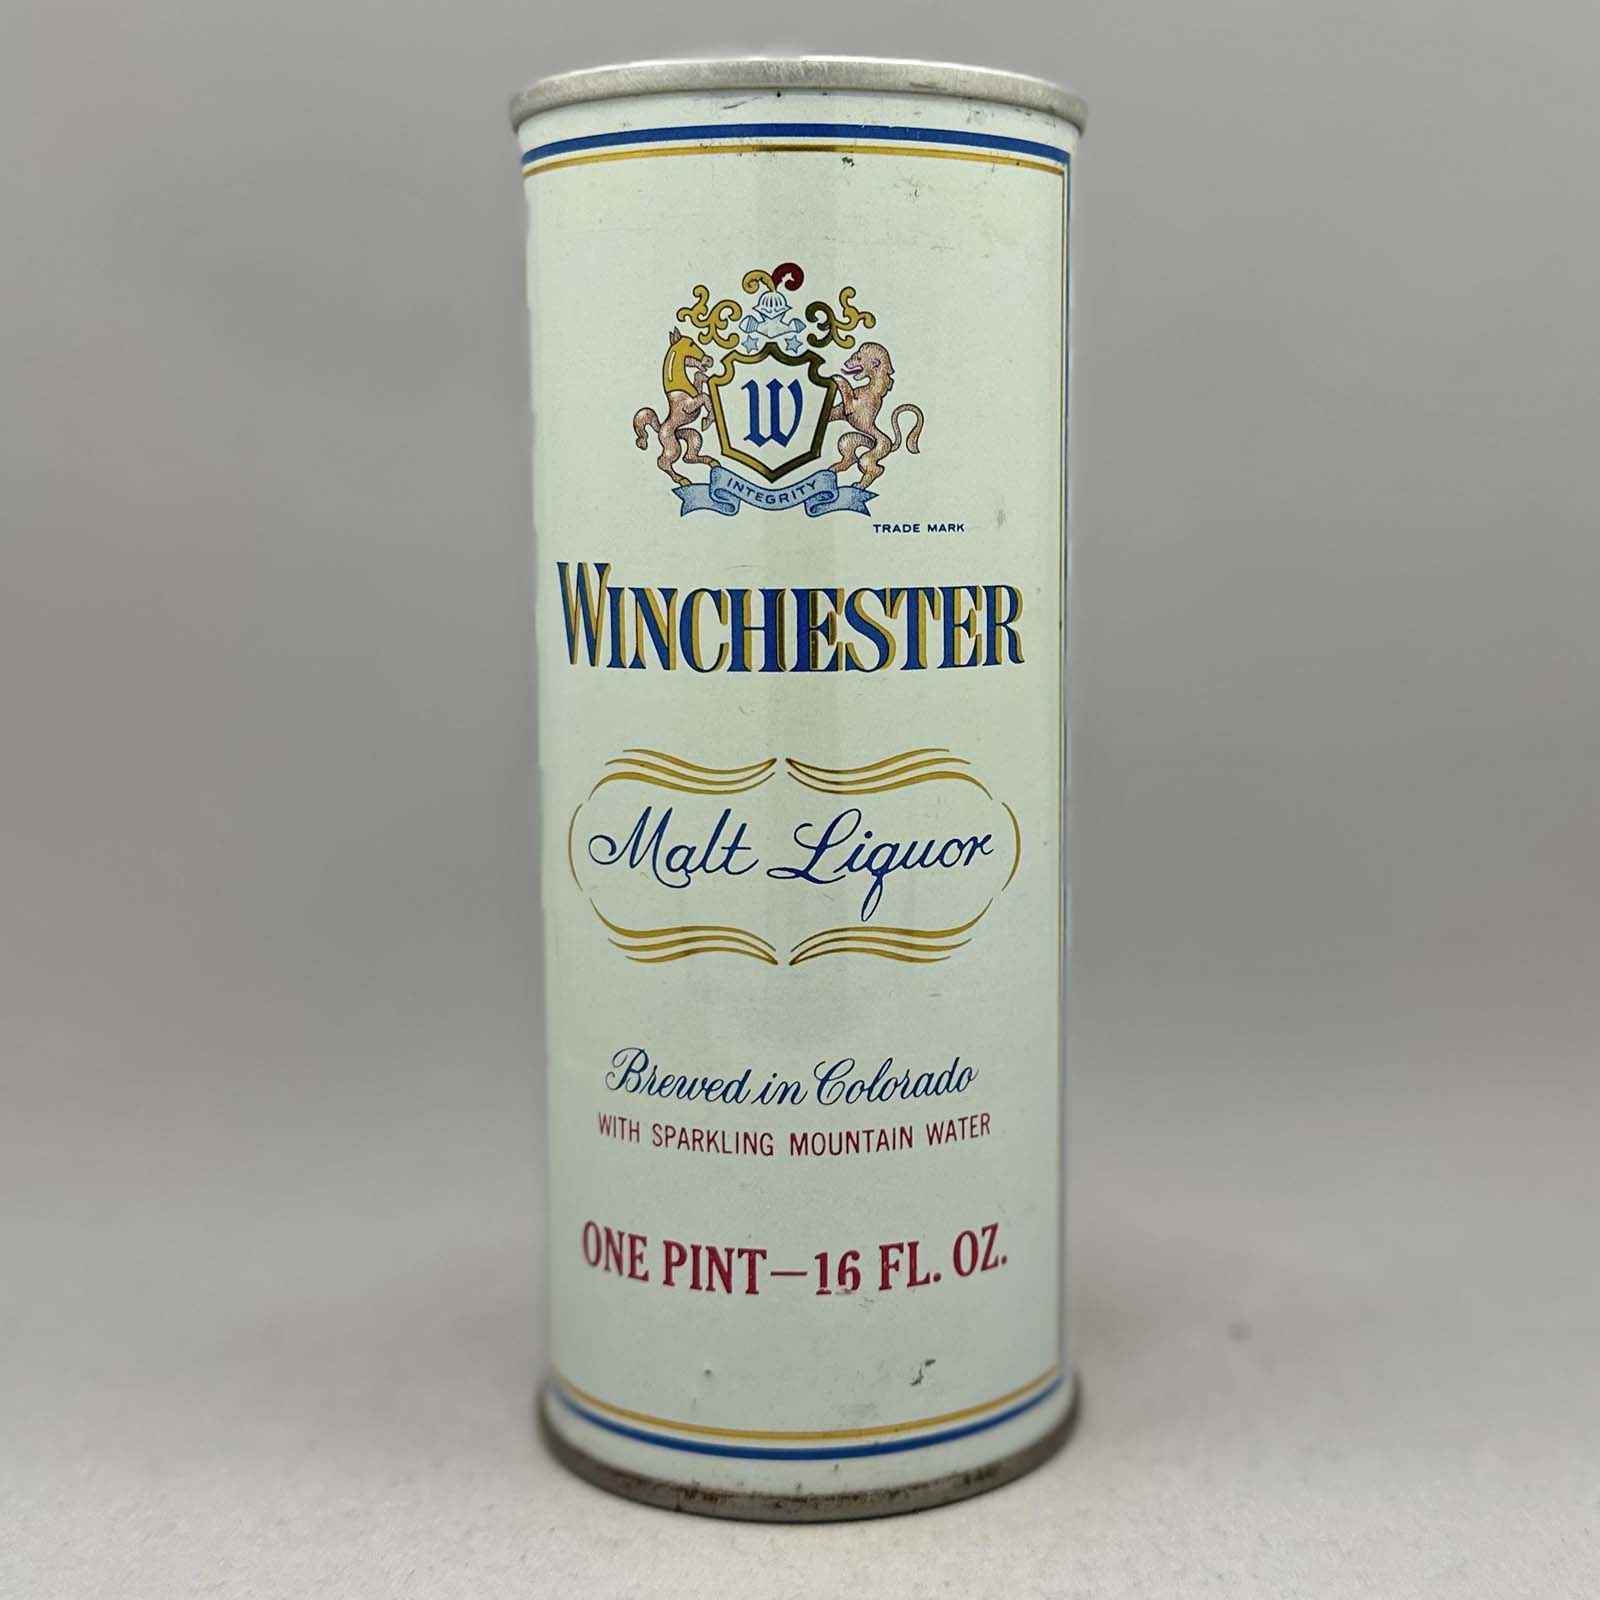 W
INTEGRITY
TRADE MARK
WINCHESTER
Malt Liquor
Brewed in Colorado
WITH SPARKLING MOUNTAIN WATER
ONE PINT—16 FL. OZ.